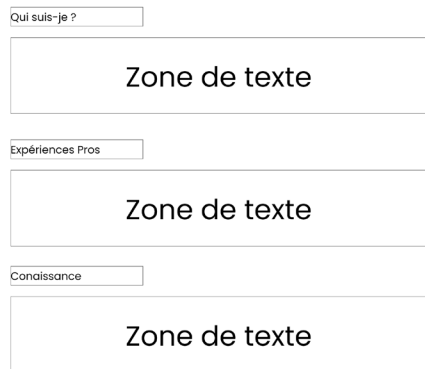 Qui suis-je ?
Zone de texte
Expériences Pros
Zone de texte
Conaissance
Zone de texte